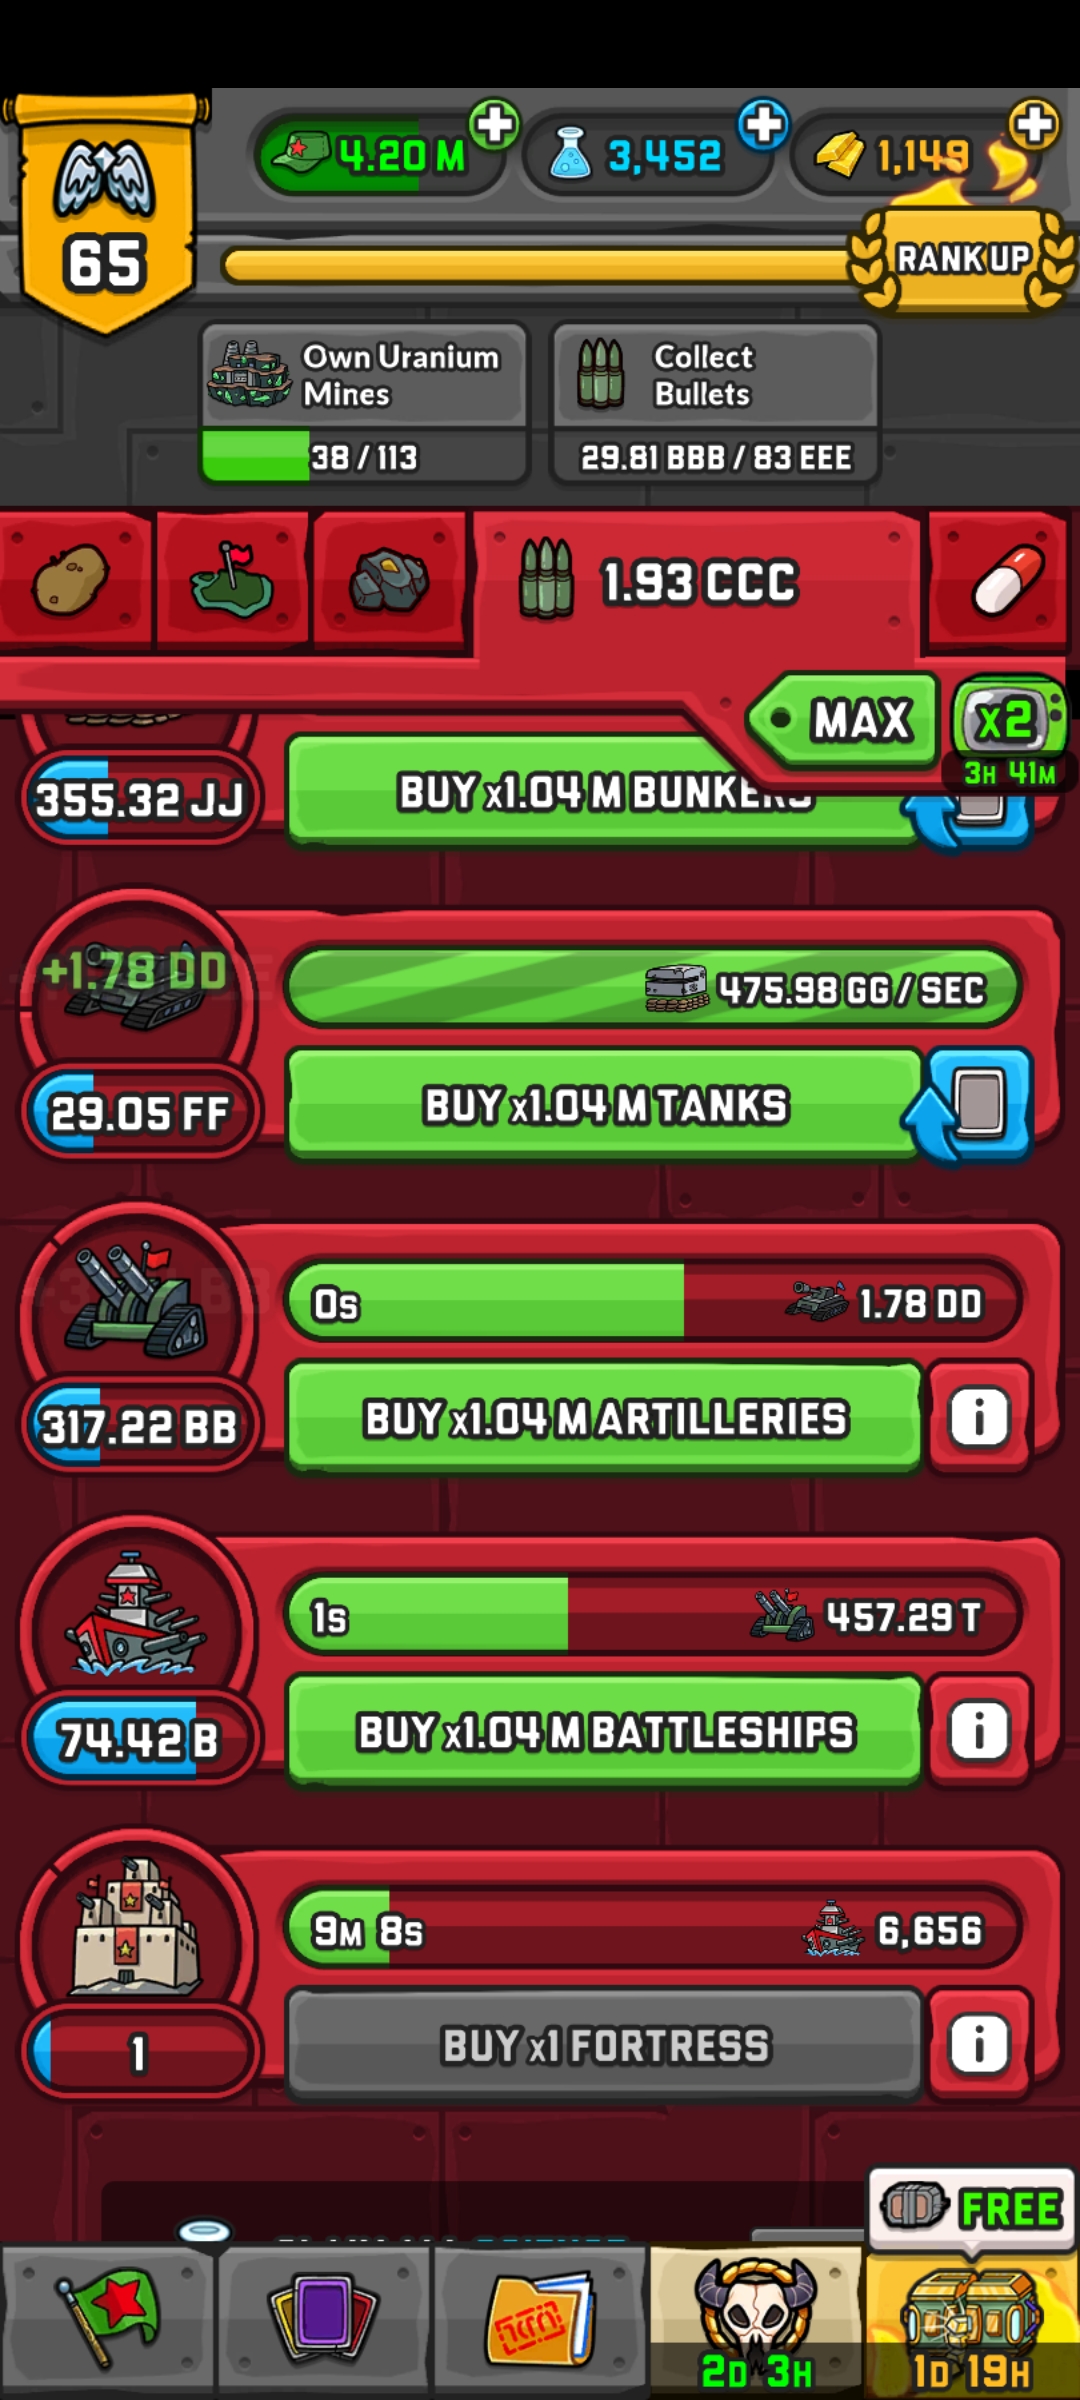 4.20 M
3,452
1,149
65
RANK UP
Own Uranium
Mines
38 / 113
Collect
Bullets
29.81 BBB / 83 EEE
1.93 CCC
MAX
X2
3H 41M
355.32 JJ
BUY x1.04 M BUNKERS
+1.78 DD
475.98 GG / SEC
29.05 FF
BUY x1.04 M TANKS
0s
1.78 DD
317.22 BB
BUY x1.04 M ARTILLERIES
i
1s
457.29 T
74.42 B
BUY x1.04 M BATTLESHIPS
i
9M 8s
6,656
1
BUY x1 FORTRESS
i
FREE
2D 3H
1D 19H